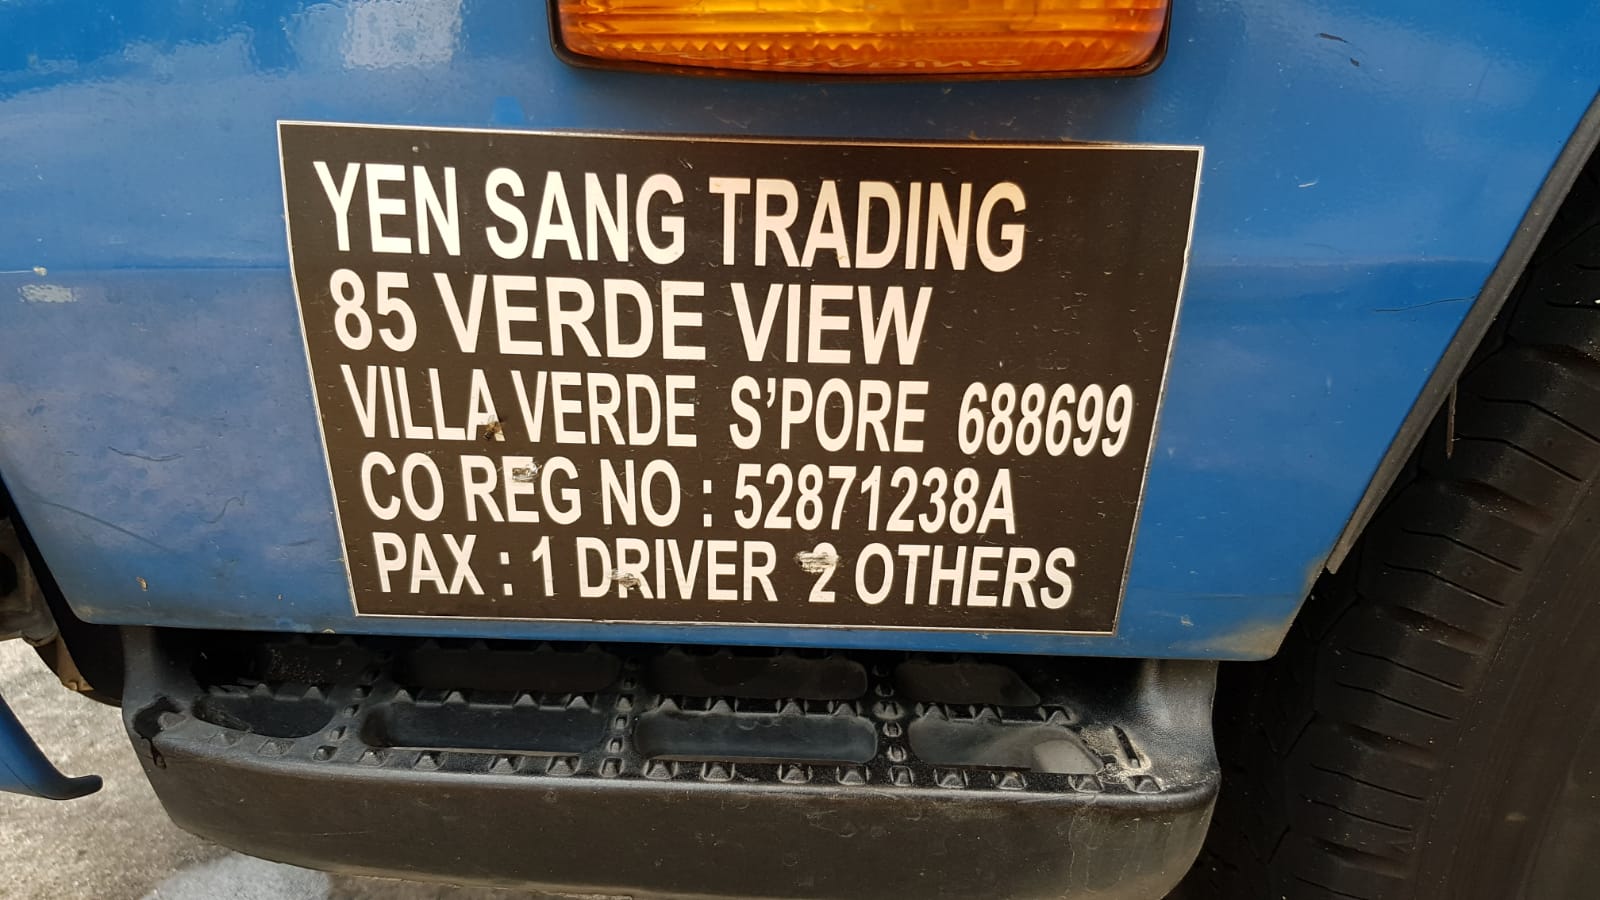 YEN SANG TRADING
85 VERDE VIEW
VILLA VERDE S'PORE 688699
CO REG NO : 52871238A
PAX : 1 DRIVER 2 OTHERS